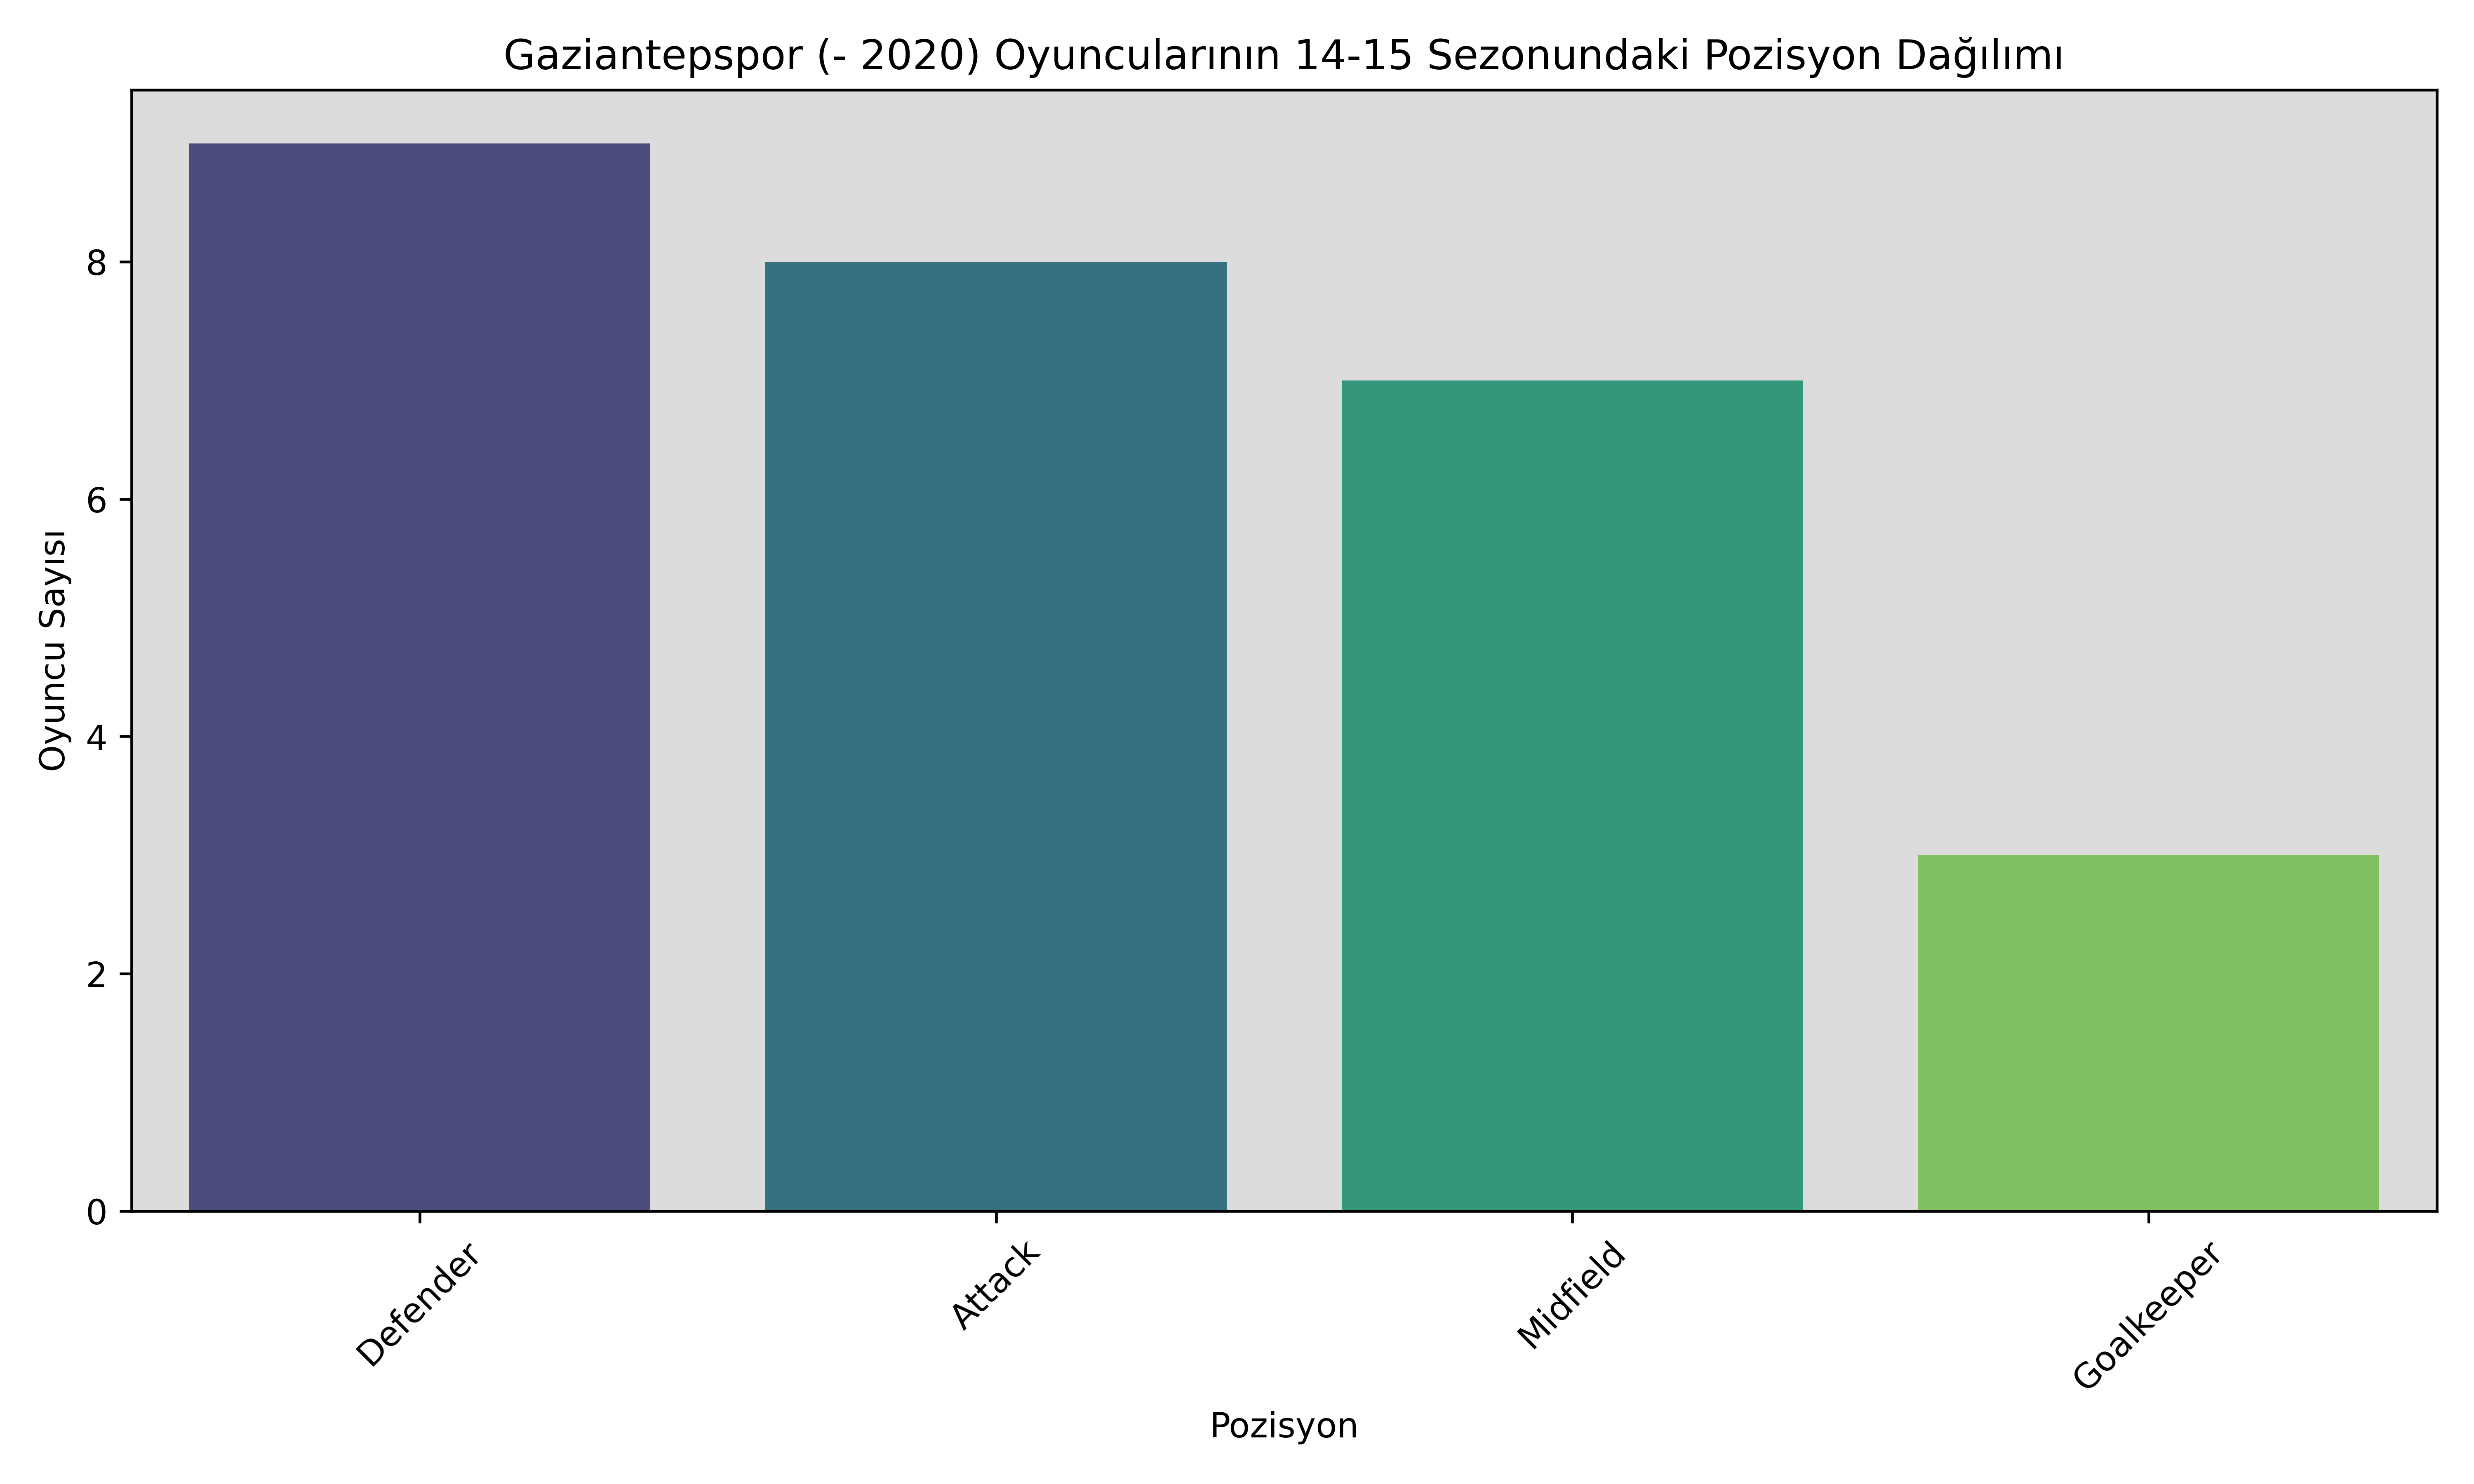 Gaziantepspor (- 2020) Oyuncularının 14-15 Sezonundaki Pozisyon Dağılımı
Oyuncu Sayısı
8
6
4
2
0
Defender
Attack
Midfield
Goalkeeper
Pozisyon